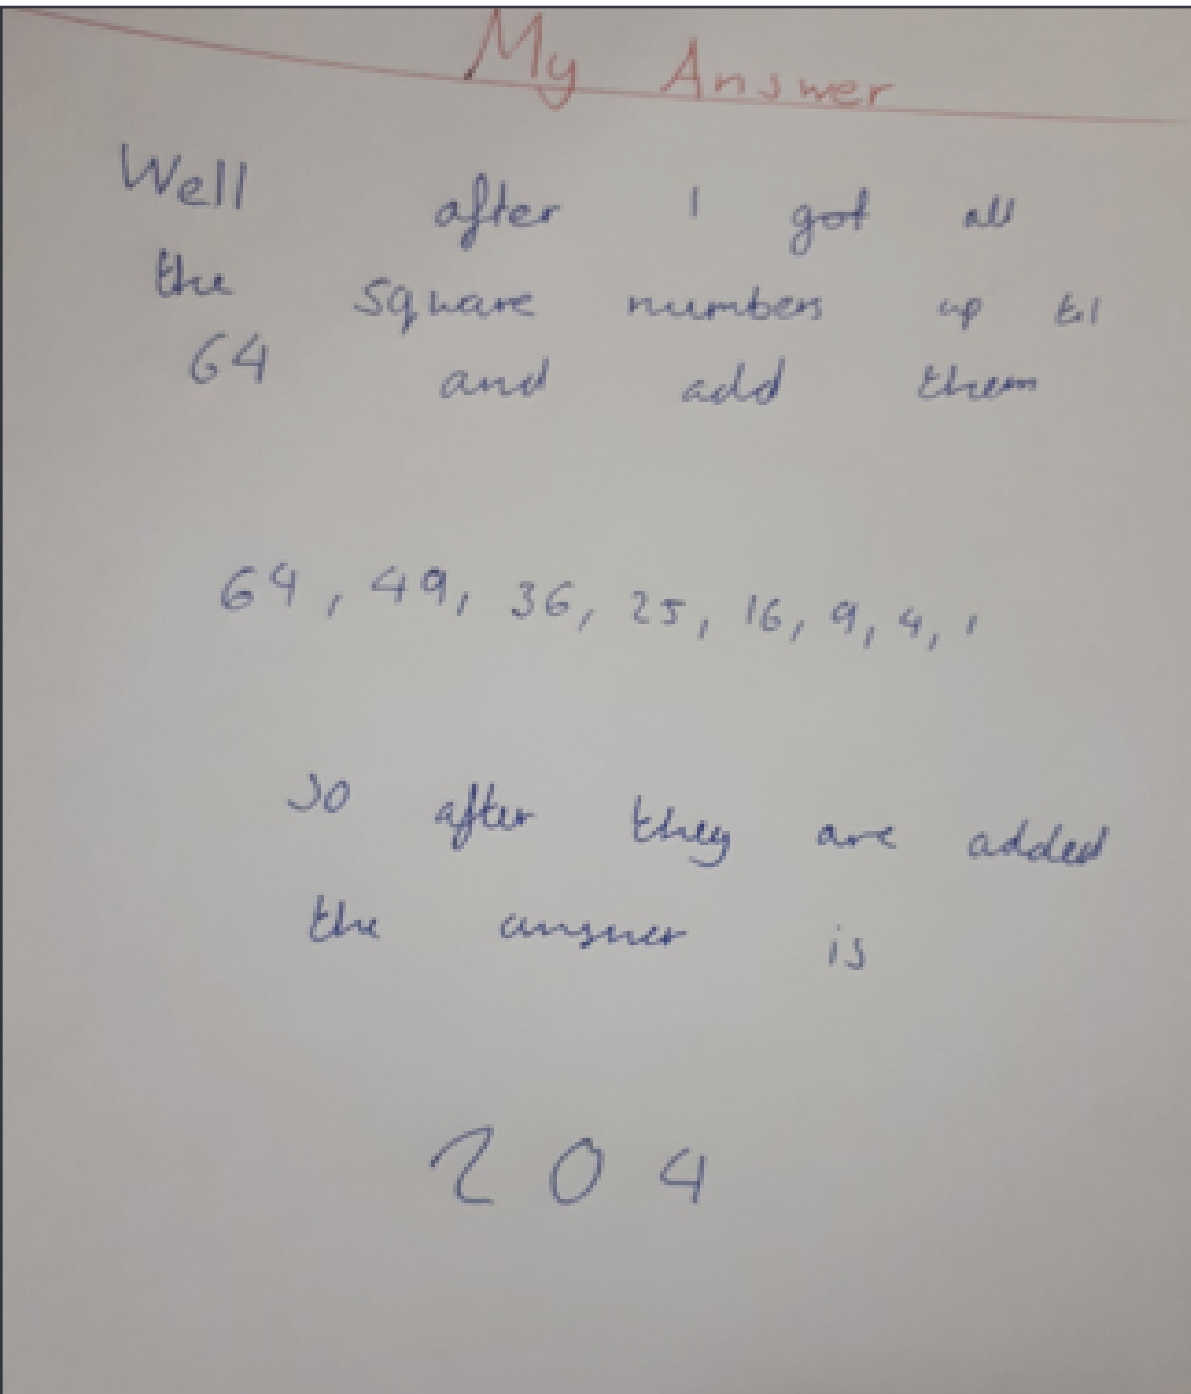 My Answer
Well after I got all
the square numbers up til
64 and add them
64, 49, 36, 25, 16, 9, 4, 1
So after they are added
the answer is
204